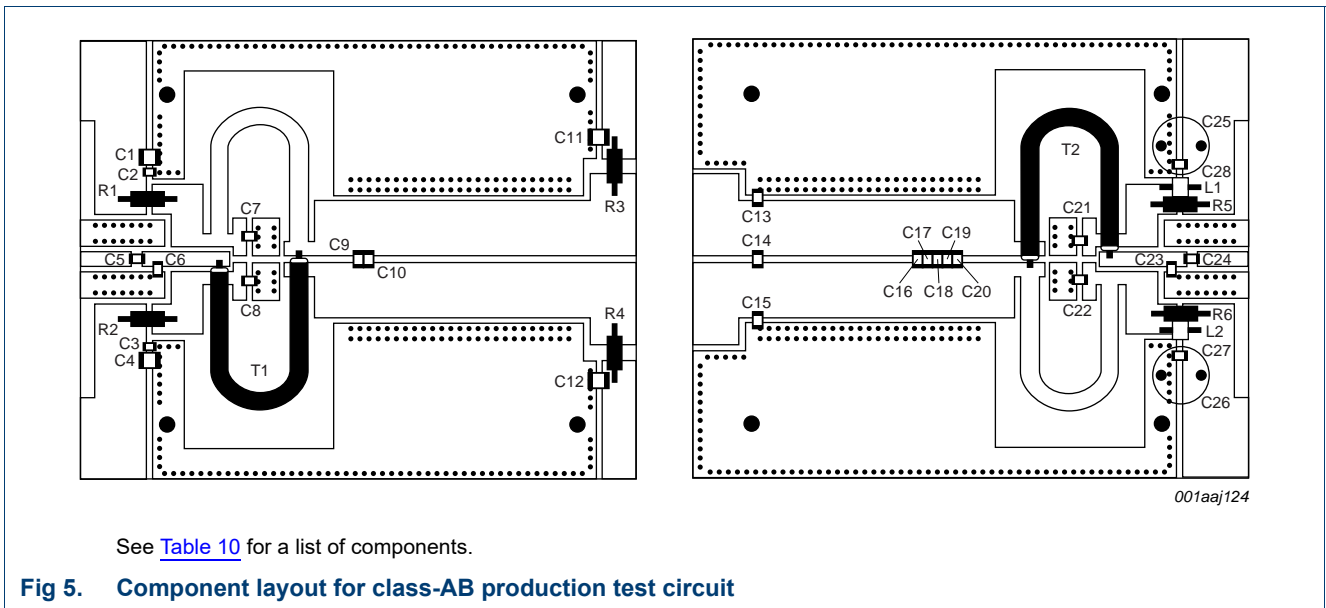 C1
C2
R1
C5
C6
R2
C3
C4
C7
C8
T1
C9
C10
C11
R3
R4
C12
C13
C14
C15
C16
C17
C18
C19
C20
T2
C21
C22
C23
C24
C25
C28
L1
R5
R6
L2
C27
C26
001aaj124
See Table 10 for a list of components.
Fig 5. Component layout for class-AB production test circuit